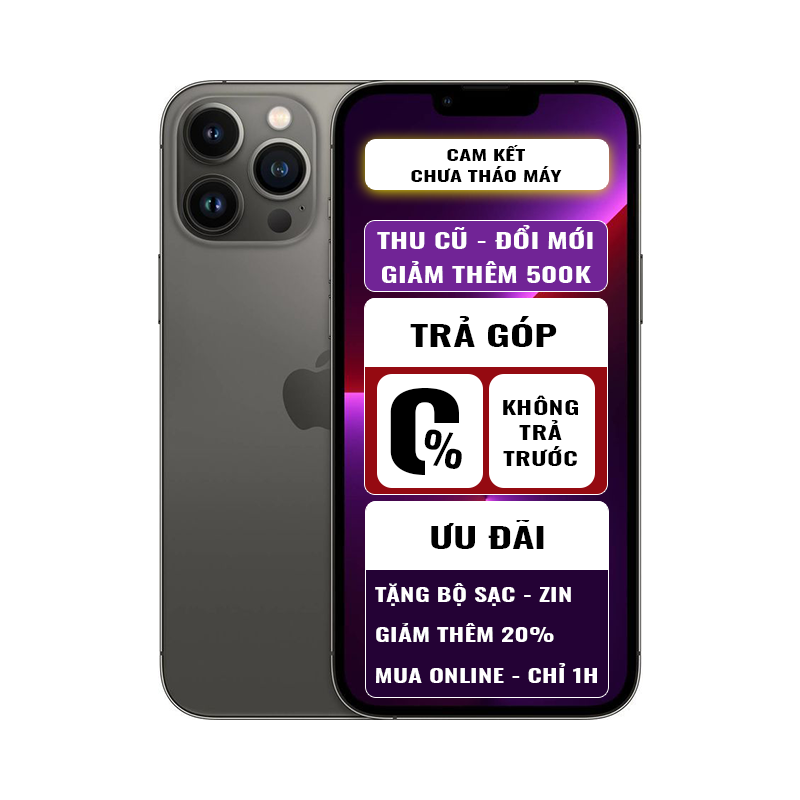 CAM KẾT
CHƯA THÁO MÁY
THU CŨ - ĐỔI MỚI
GIẢM THÊM 500K
TRẢ GÓP
0%
KHÔNG
TRẢ
TRƯỚC
ƯU ĐÃI
TẶNG BỘ SẠC - ZIN
GIẢM THÊM 20%
MUA ONLINE - CHỈ 1H